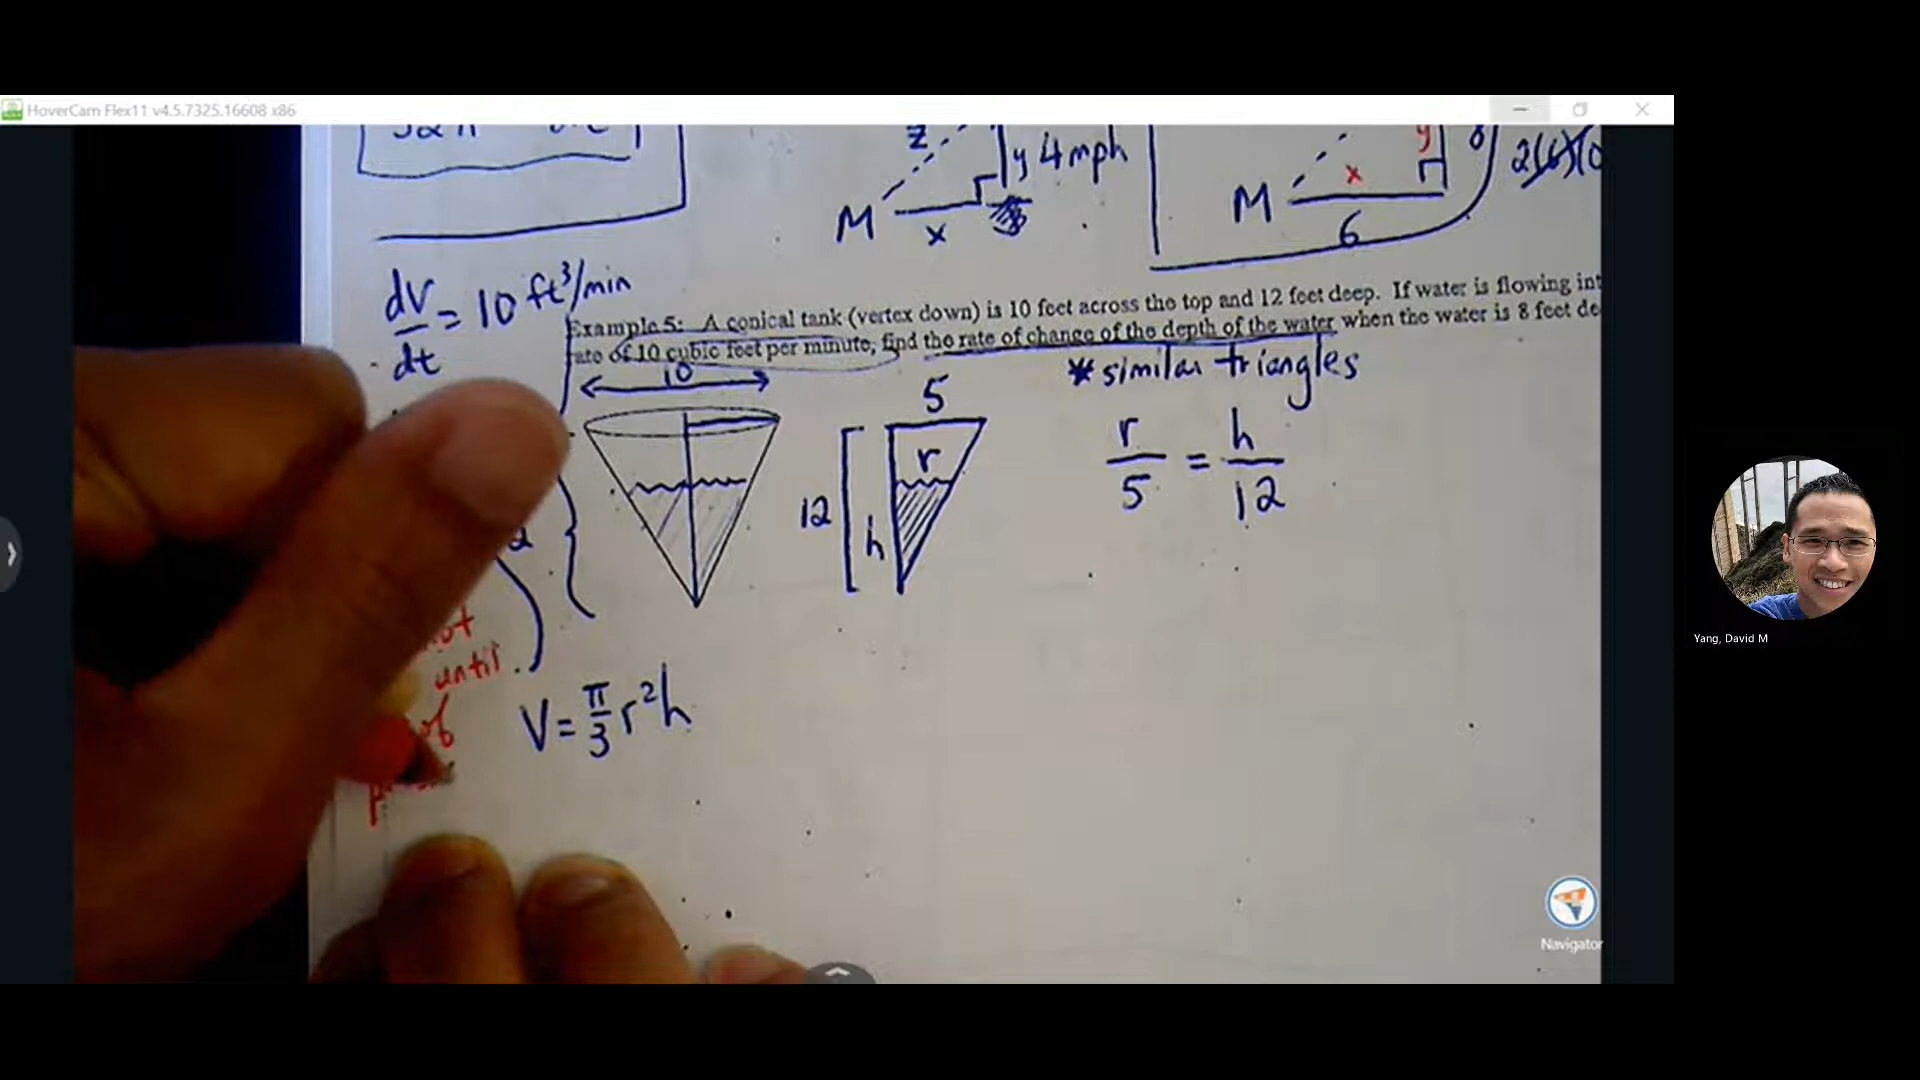 HoverCam Flex11 v4.5.7325.16608 x86
z
y 4mph
M
x
y
x
M
6
2(6)(
dV/dt = 10 ft³/min
Example 5: A conical tank (vertex down) is 10 feet across the top and 12 feet deep. If water is flowing int
rate of 10 cubic feet per minute, find the rate of change of the depth of the water when the water is 8 feet de
10
5
* similar triangles
r
12
h
r/5 = h/12
until
of
V = π/3 r²h
Yang, David M
Navigator